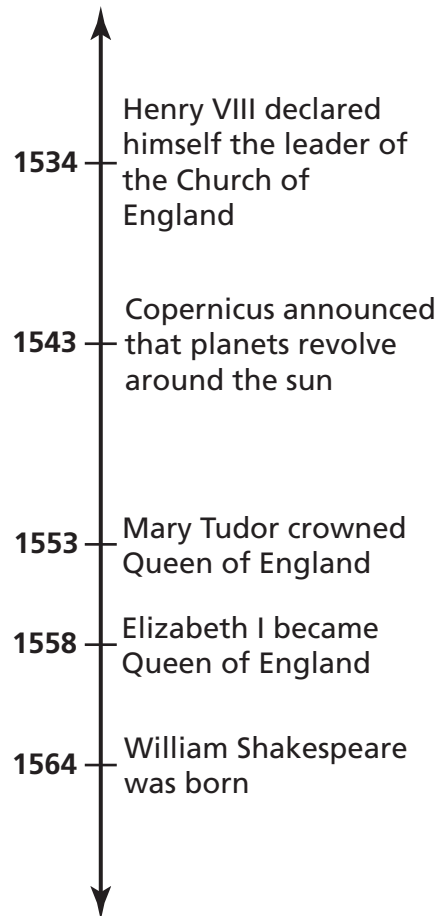 Henry VIII declared
himself the leader of
1534
the Church of
England
Copernicus announced
1543
that planets revolve
around the sun
Mary Tudor crowned
1553
Queen of England
Elizabeth I became
1558
Queen of England
William Shakespeare
1564
was born